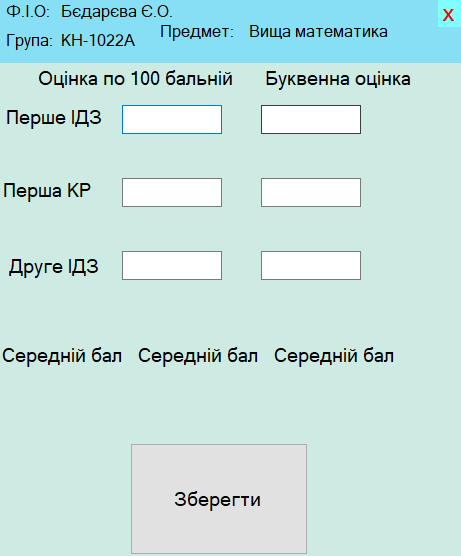 Ф.І.О: Бєдарєва Є.О.
X
Група: КН-1022А
Предмет: Вища математика
Оцінка по 100 бальній Буквенна оцінка
Перше ІДЗ
Перша КР
Друге ІДЗ
Середній бал Середній бал Середній бал
Зберегти